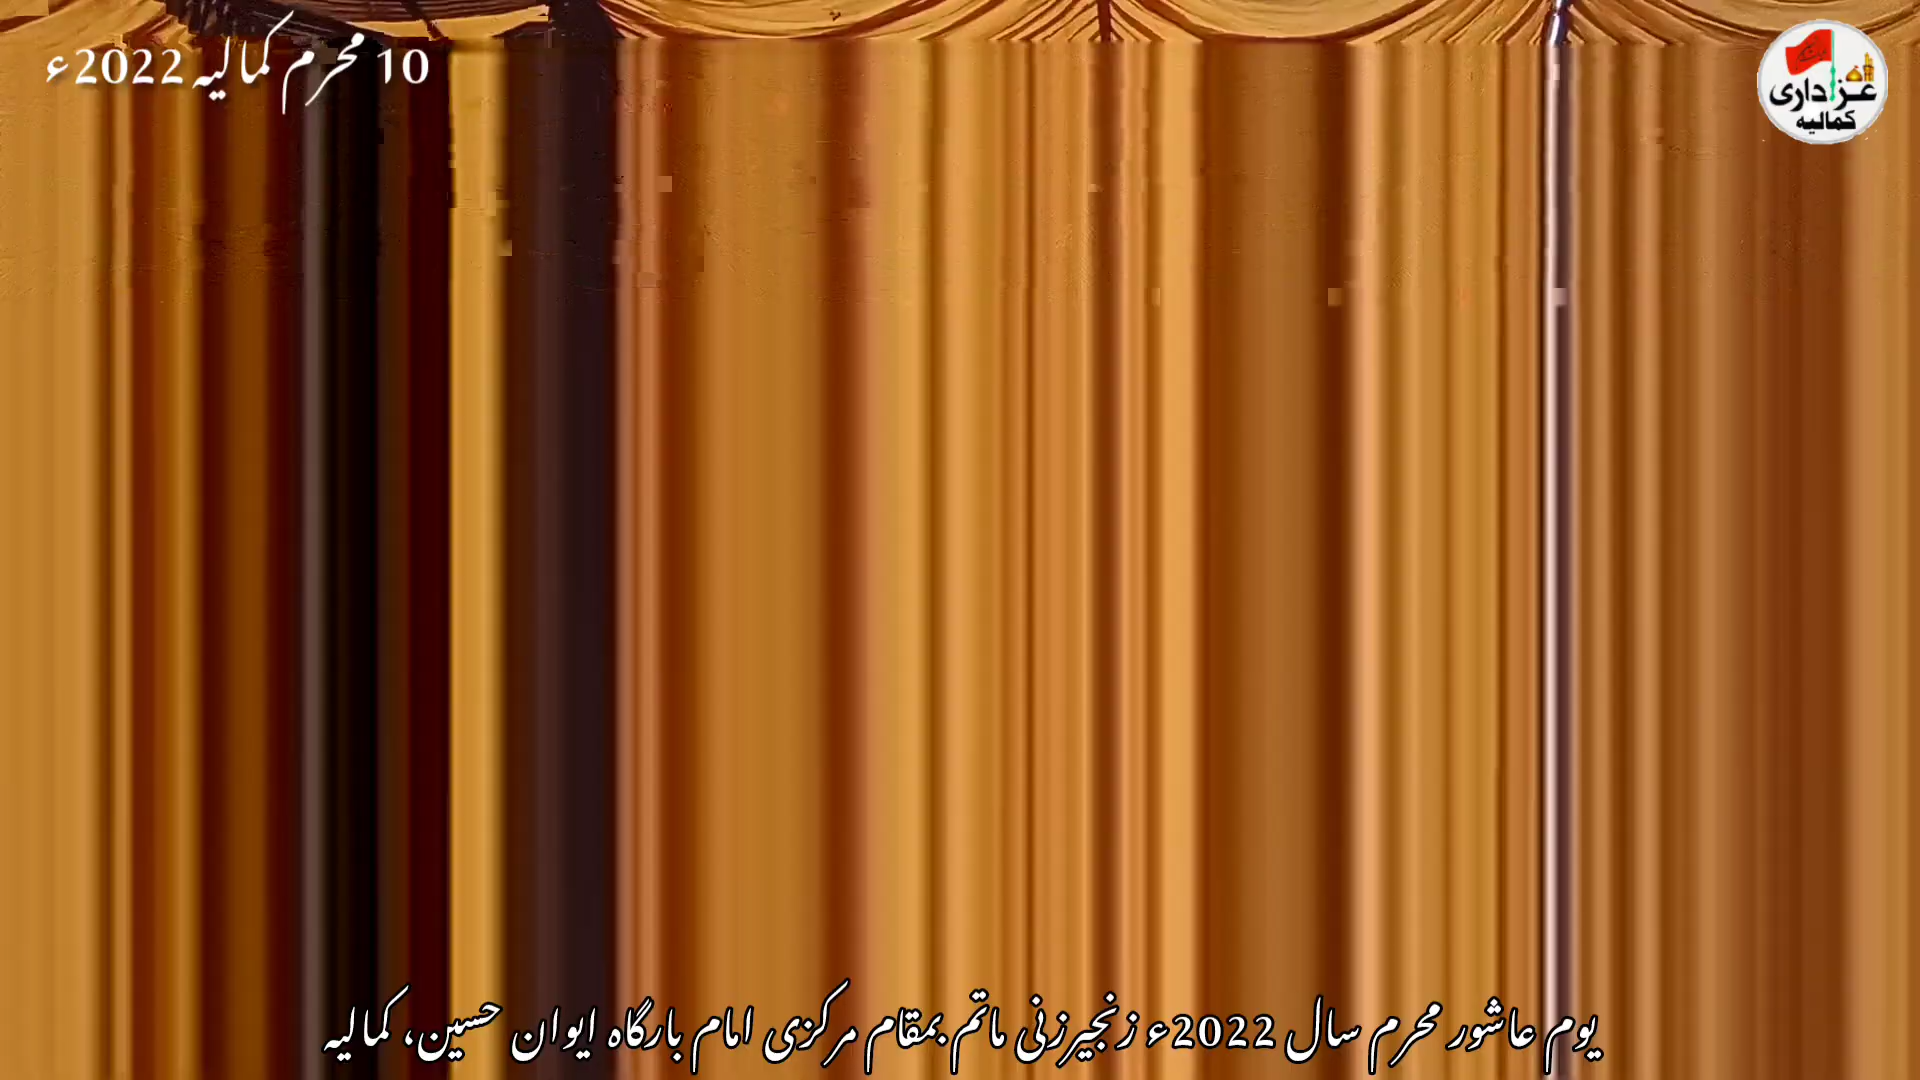 10 محرم کمالیہ 2022ء
عزاداری
کمالیہ
یوم عاشور محرم سال 2022ء زنجیرزنی ماتم بمقام مرکزی امام بارگاہ ایوان حسین، کمالیہ